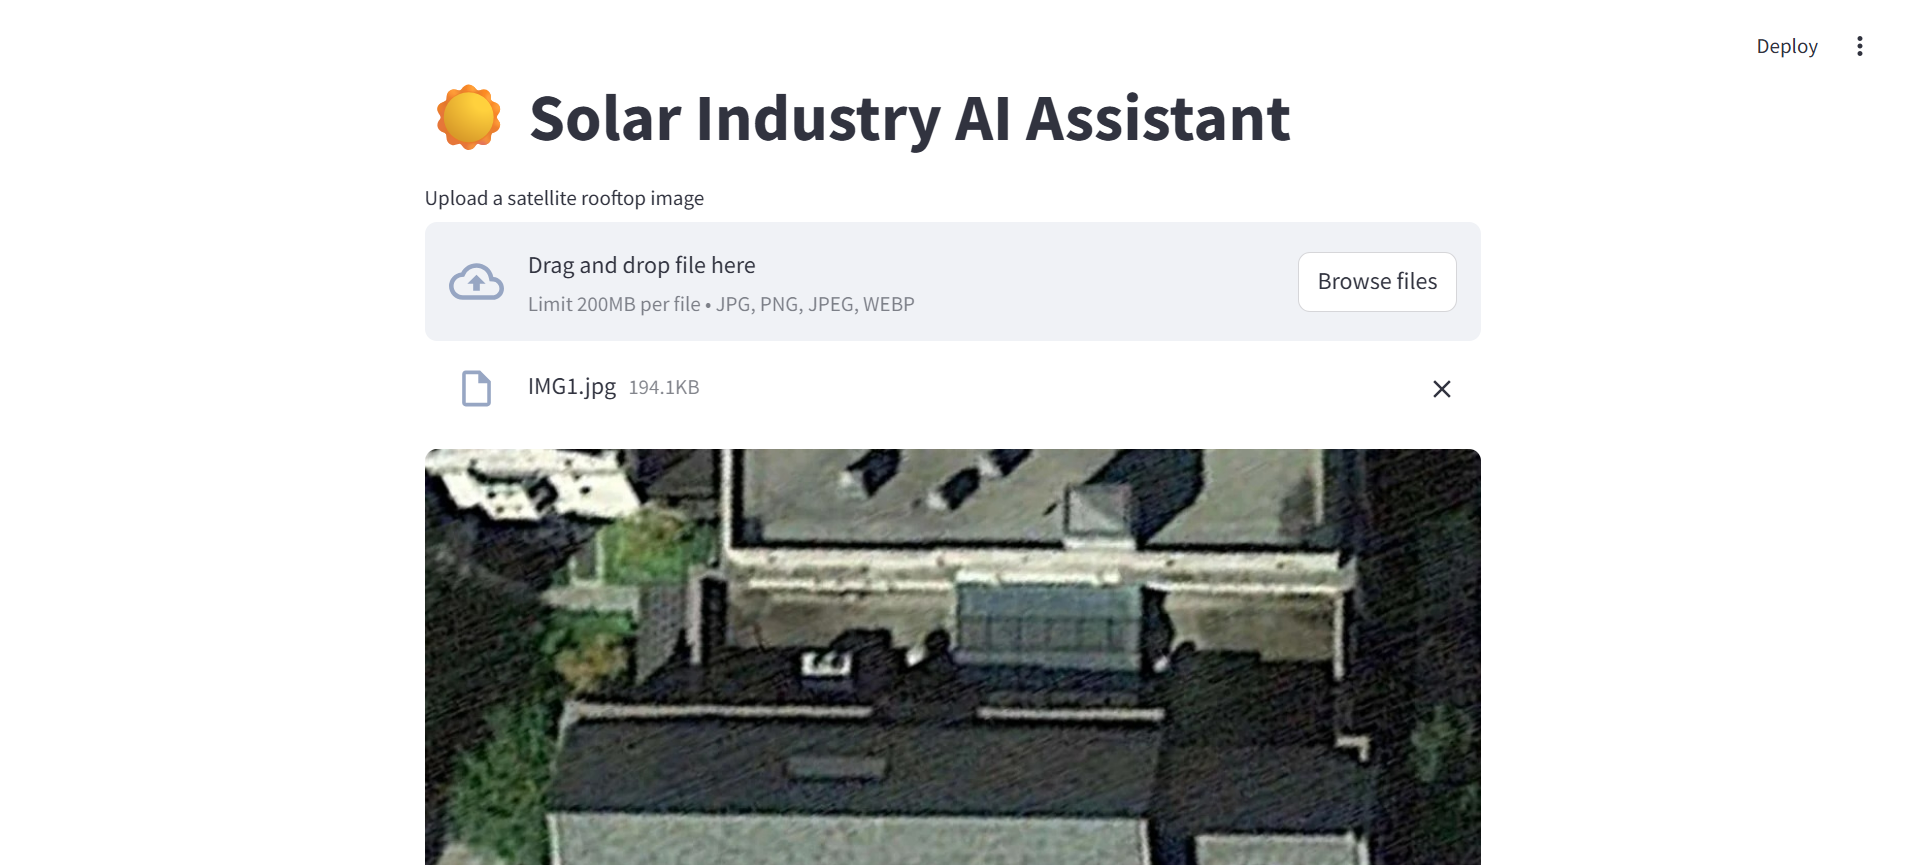 Deploy
Solar Industry AI Assistant
Upload a satellite rooftop image
Drag and drop file here
Limit 200MB per file • JPG, PNG, JPEG, WEBP
Browse files
IMG1.jpg 194.1KB